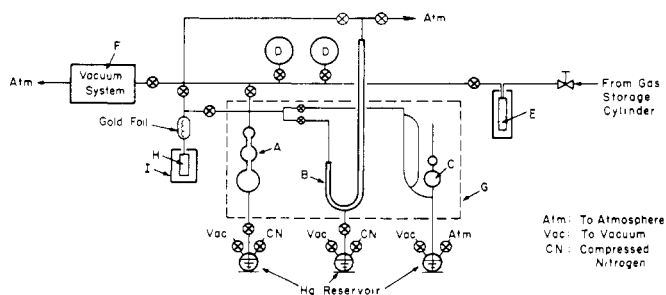 Atm
F
Vacuum
System
Atm
D
D
From Gas
Storage
Cylinder
E
Gold Foil
H
I
A
B
C
G
Vac
CN
Vac
CN
Vac
Atm
Hg Reservoir
Atm: To Atmosphere
Vac: To Vacuum
CN: Compressed
Nitrogen